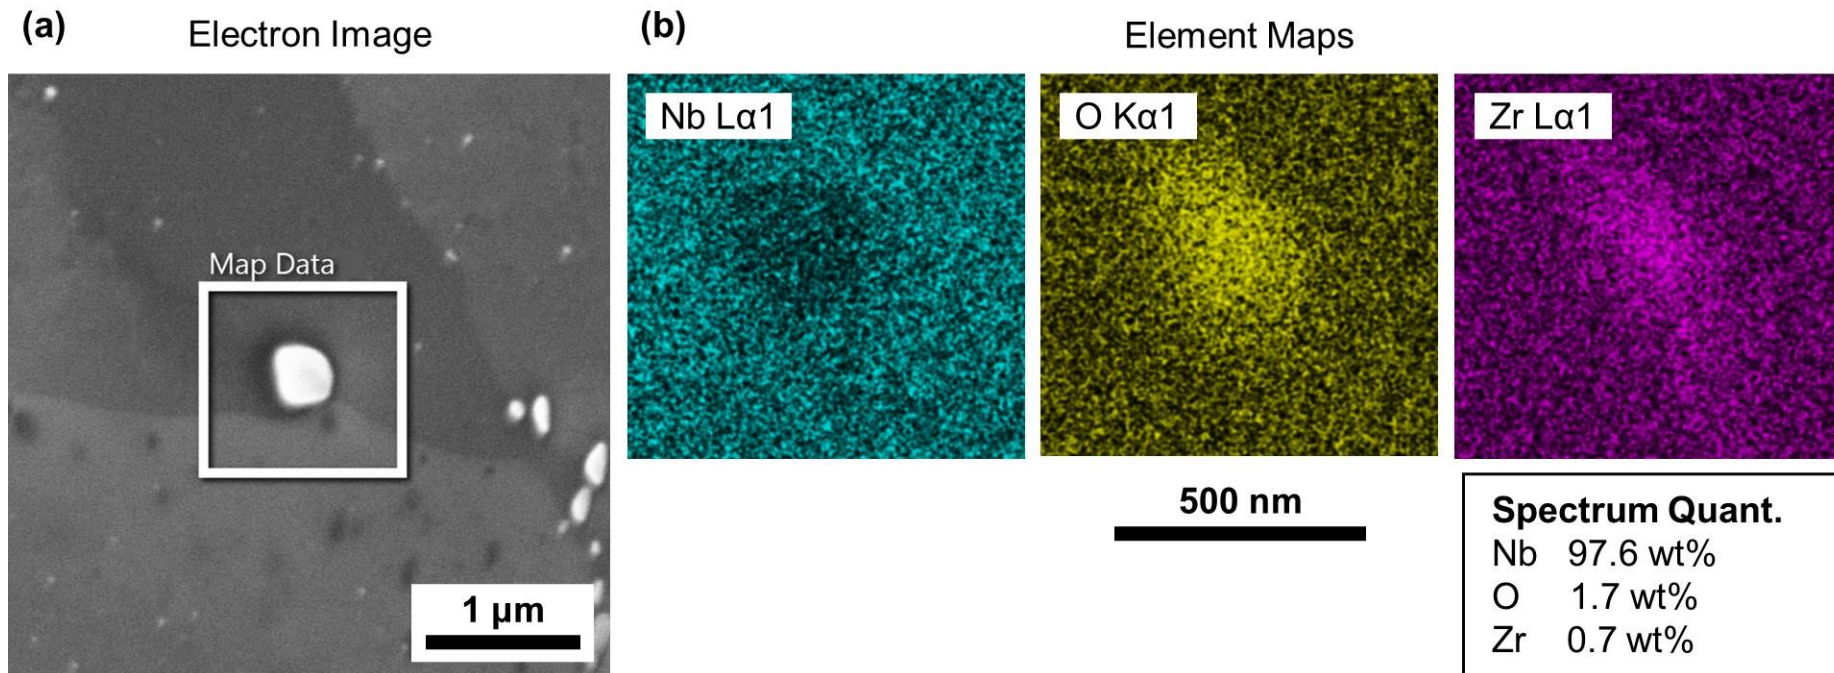 (a)
Electron Image
Map Data
1 µm
(b)
Element Maps
Nb Lα1
O Kα1
Zr Lα1
500 nm
Spectrum Quant.
Nb 97.6 wt%
O 1.7 wt%
Zr 0.7 wt%